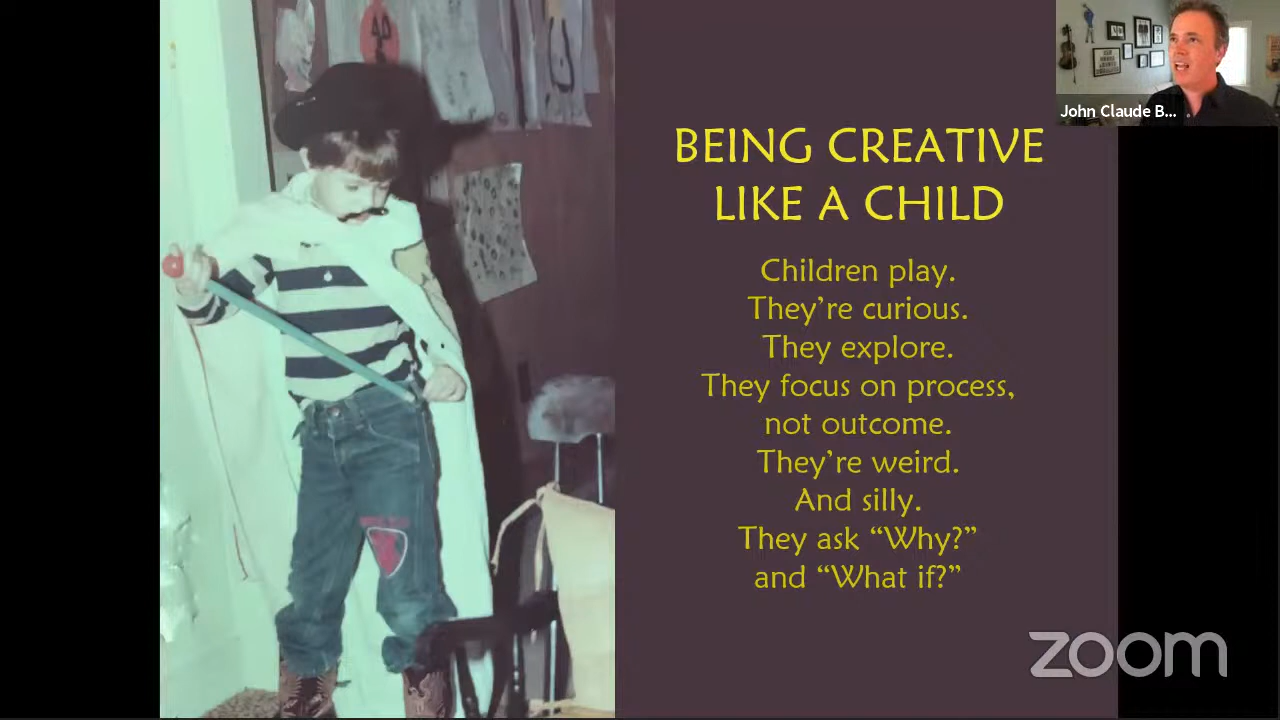 BEING CREATIVE
LIKE A CHILD
Children play.
They’re curious.
They explore.
They focus on process,
not outcome.
They’re weird.
And silly.
They ask “Why?”
and “What if?”
John Claude B...
zoom